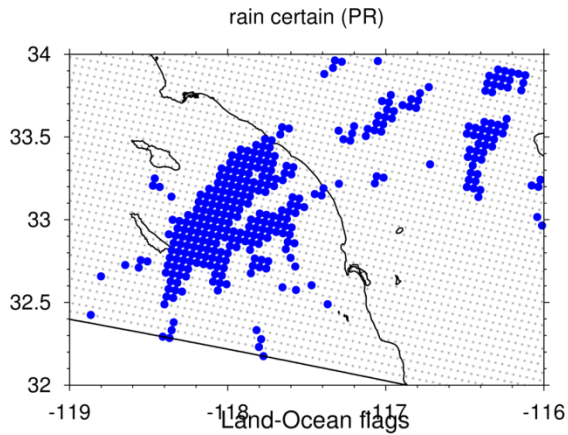 rain certain (PR)
34
33.5
33
32.5
32
-119 -118 -117 -116
Land-Ocean flags